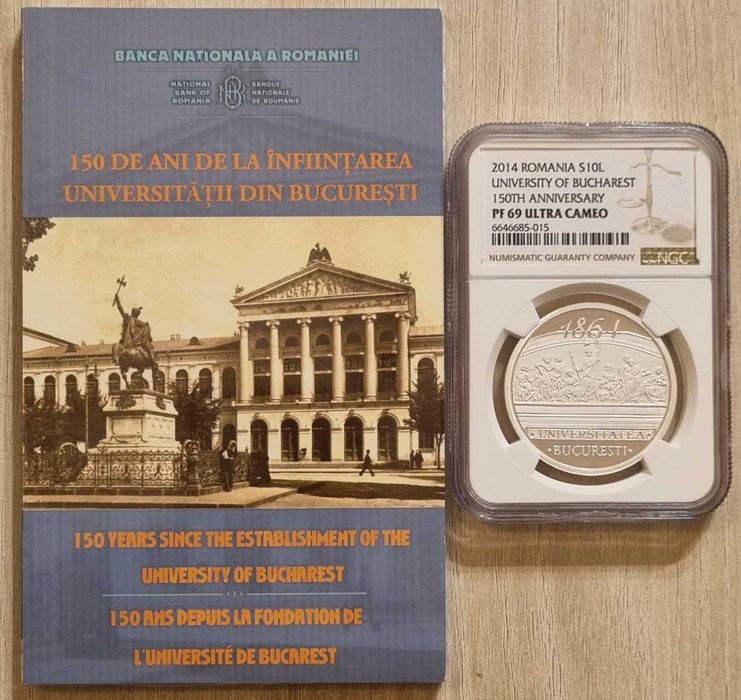 BANCA NAȚIONALA A ROMANIEI
NATIONAL
BANK OF
ROMANIA
BANQUE
NATIONALE
DE ROUMANIE
150 DE ANI DE LA ÎNFIINȚAREA
UNIVERSITĂȚII DIN BUCUREȘTI
150 YEARS SINCE THE ESTABLISHMENT OF THE
UNIVERSITY OF BUCHAREST
150 ANS DEPUIS LA FONDATION DE
L'UNIVERSITÉ DE BUCAREST
2014 ROMANIA S10L
UNIVERSITY OF BUCHAREST
150TH ANNIVERSARY
PF 69 ULTRA CAMEO
6646685-015
NUMISMATIC GUARANTY COMPANY
NGC
1864
UNIVERSITATEA
· BUCUREȘTI ·